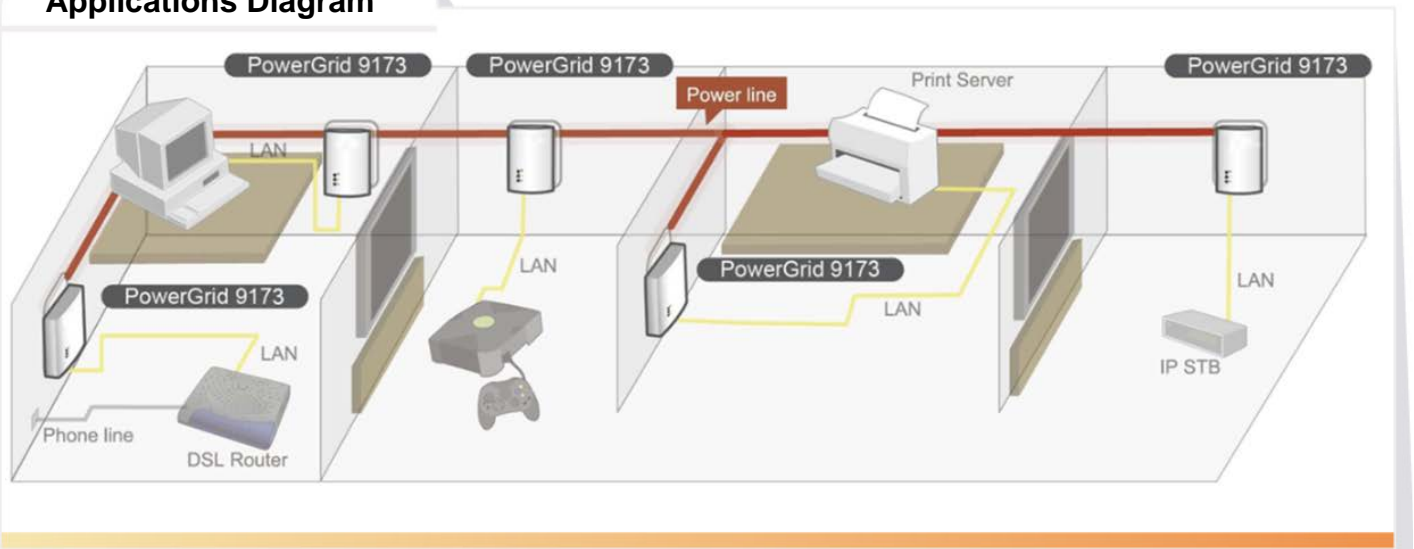 Applications Diagram
PowerGrid 9173
PowerGrid 9173
PowerGrid 9173
Print Server
Power line
LAN
PowerGrid 9173
LAN
PowerGrid 9173
LAN
LAN
LAN
IP STB
Phone line
DSL Router